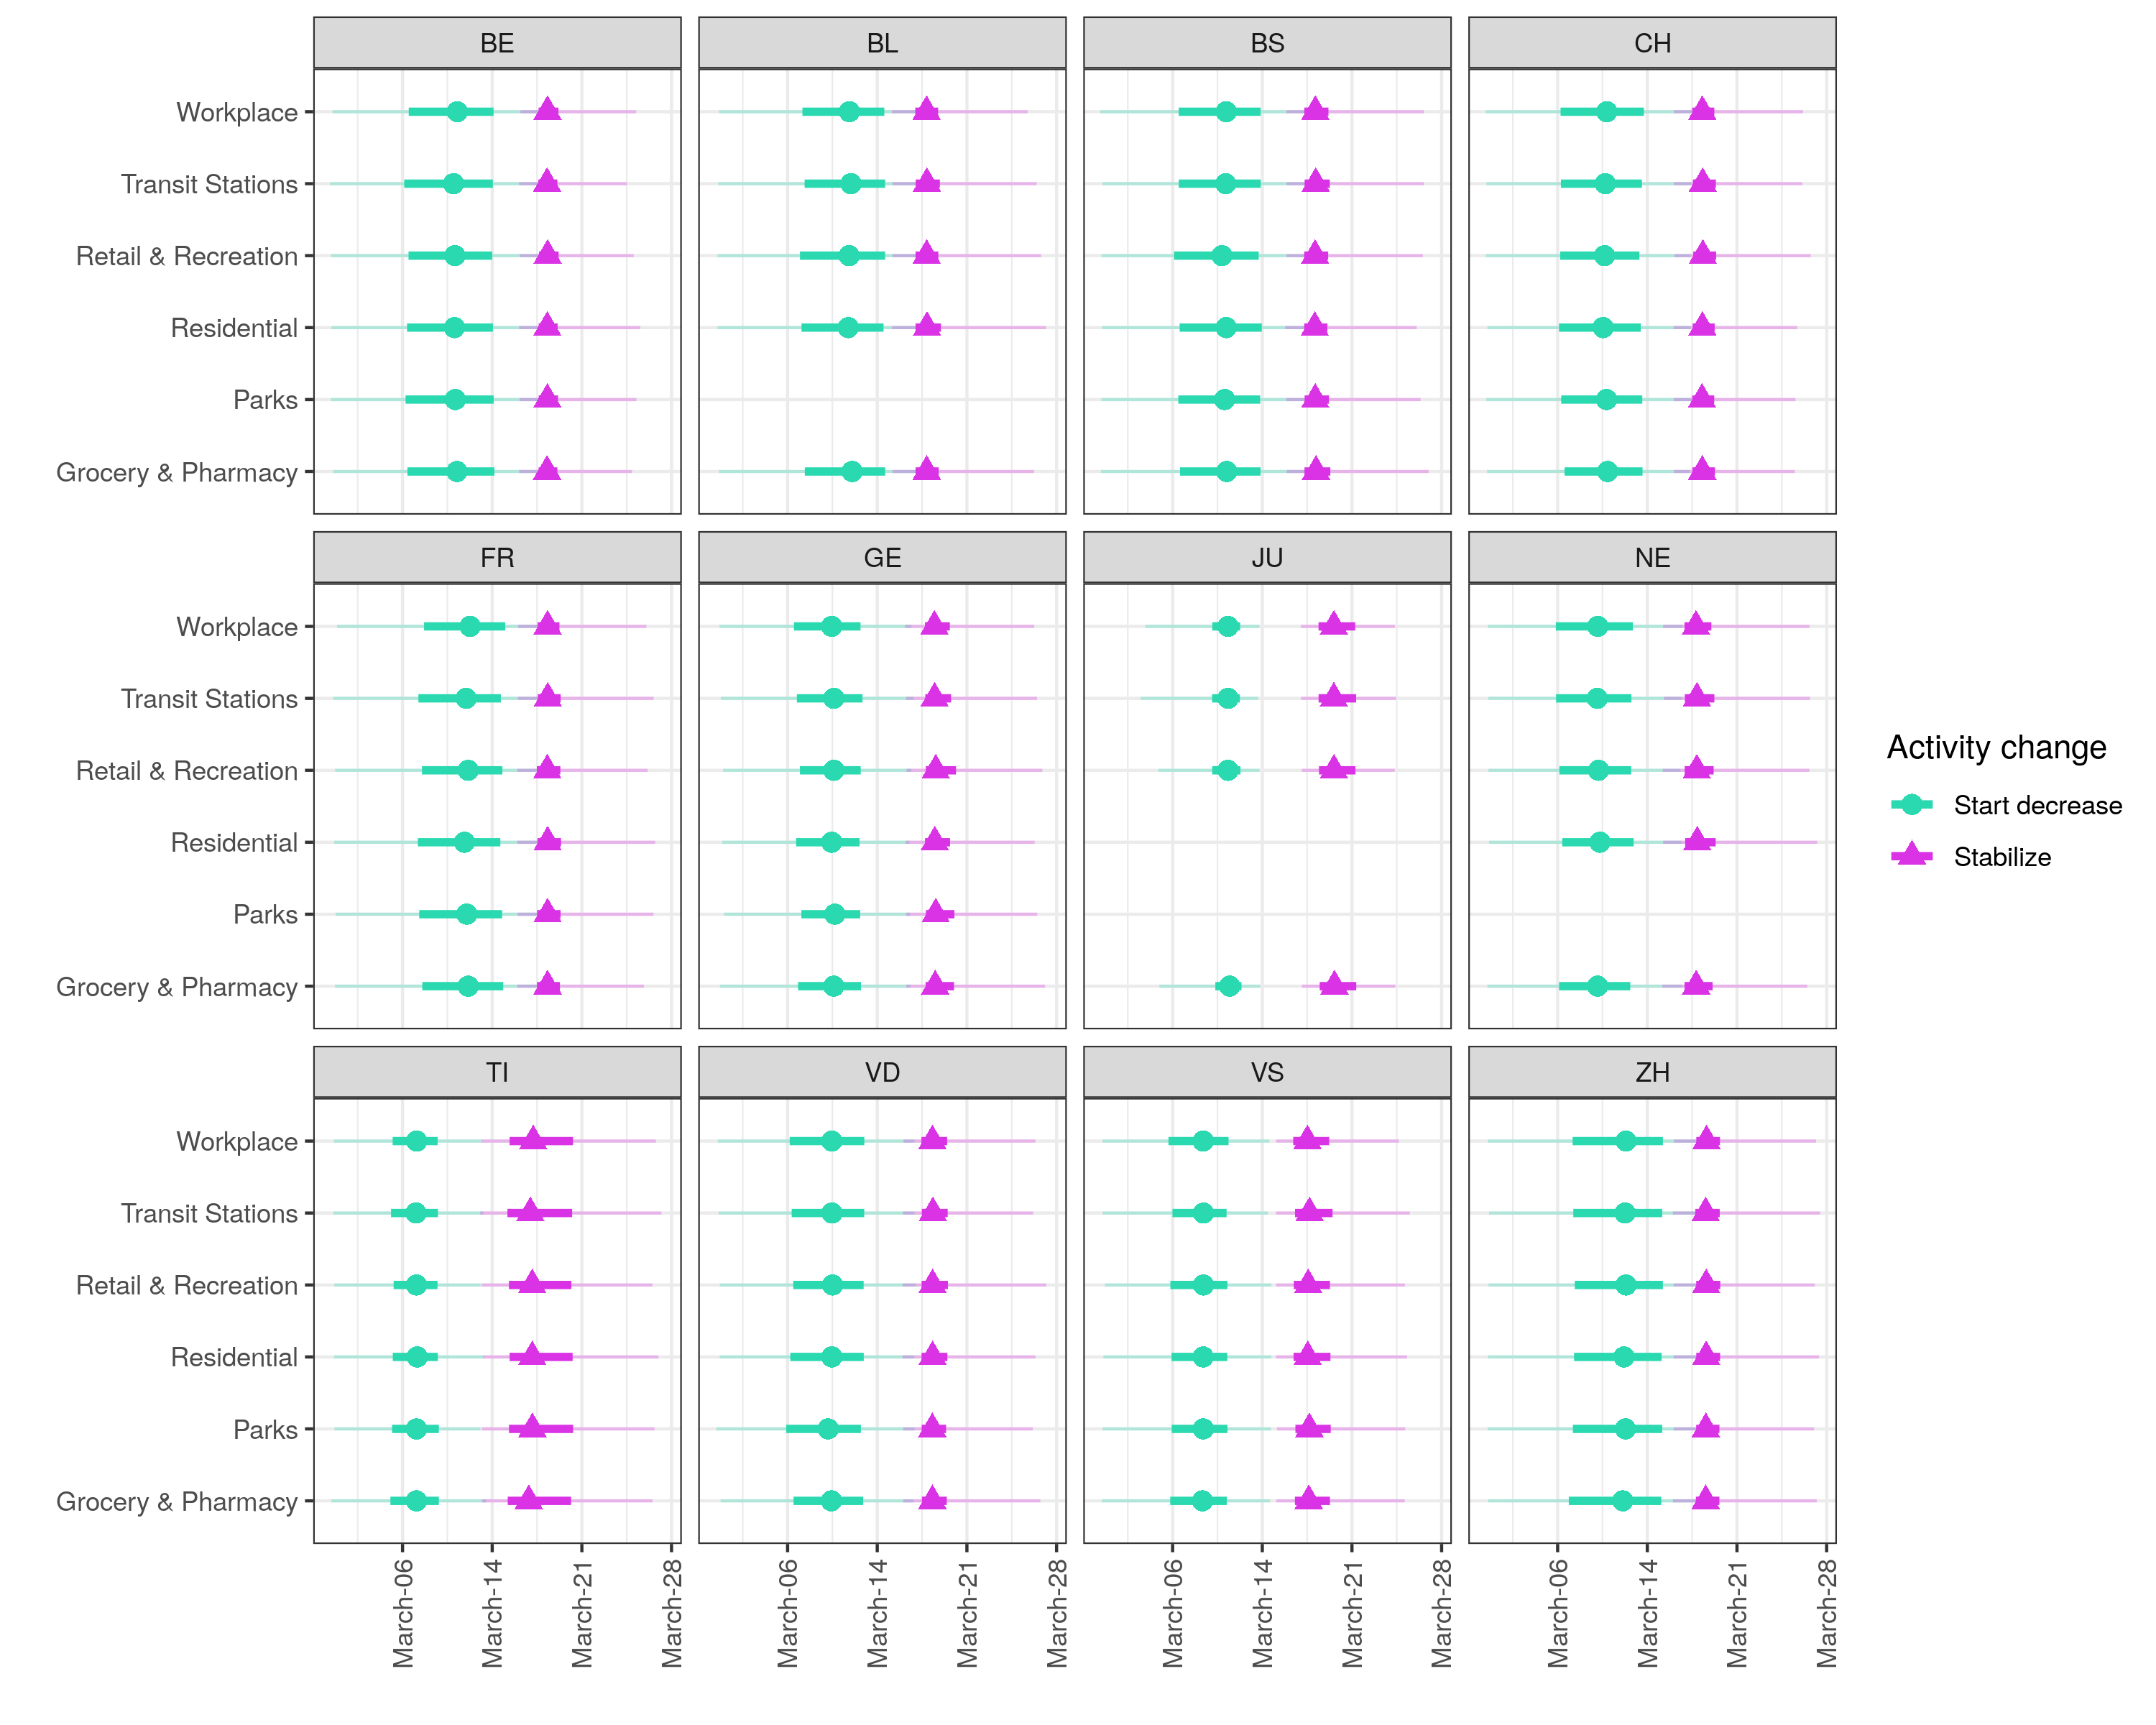 BE BL BS CH
Workplace
Transit Stations
Retail & Recreation
Residential
Parks
Grocery & Pharmacy
FR GE JU NE
Workplace
Transit Stations
Retail & Recreation
Residential
Parks
Grocery & Pharmacy
Activity change
Start decrease
Stabilize
TI VD VS ZH
Workplace
Transit Stations
Retail & Recreation
Residential
Parks
Grocery & Pharmacy
March-06 March-14 March-21 March-28 March-06 March-14 March-21 March-28 March-06 March-14 March-21 March-28 March-06 March-14 March-21 March-28